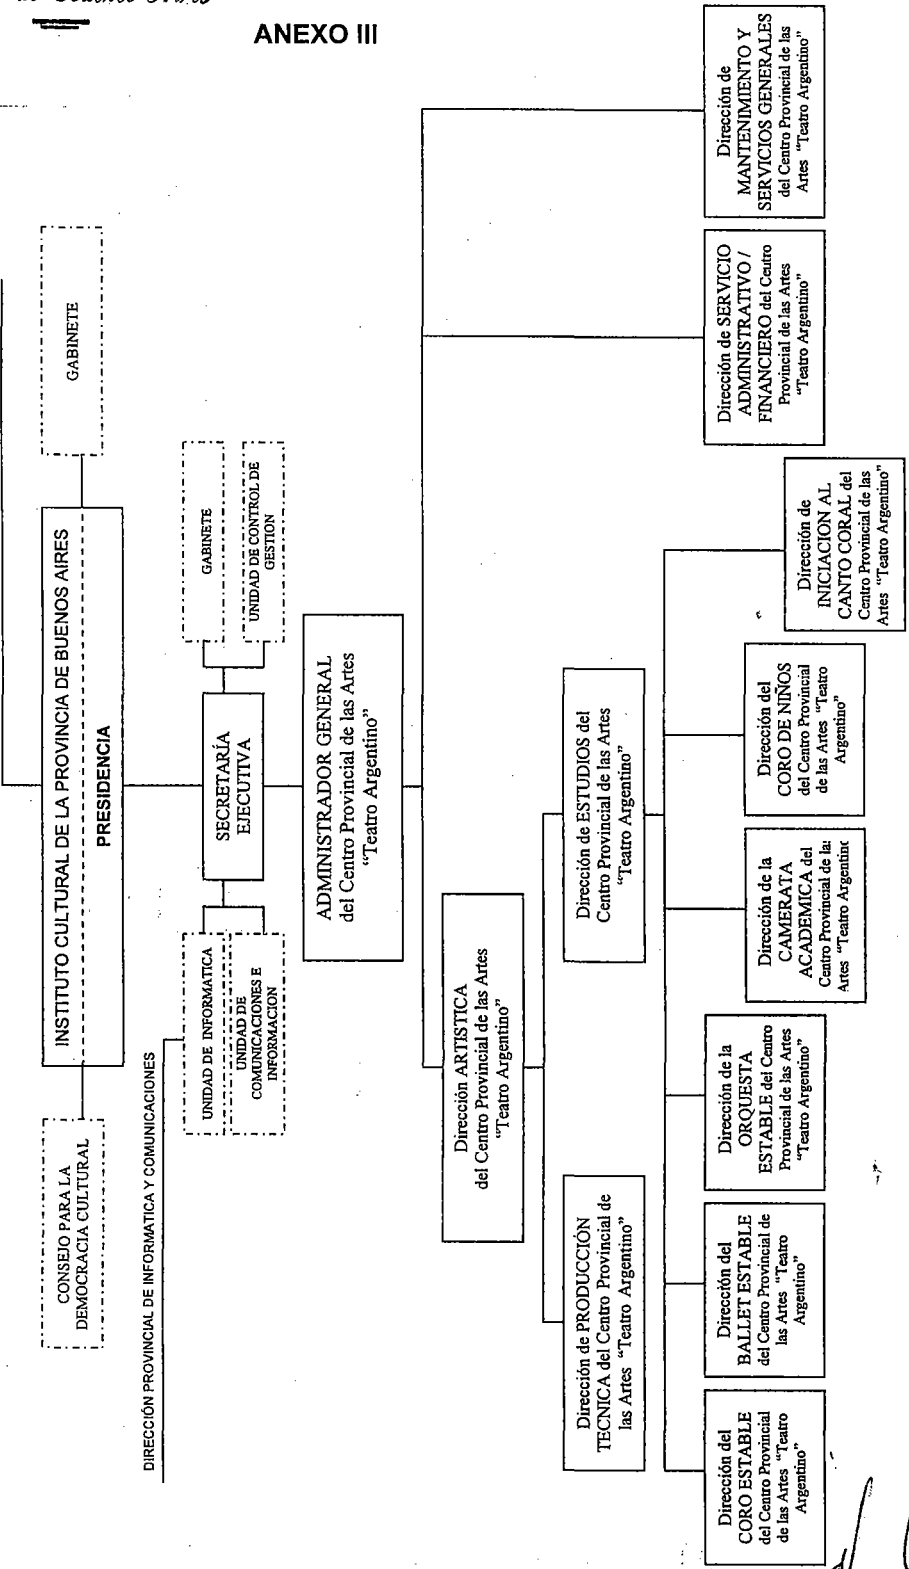 ANEXO III
INSTITUTO CULTURAL DE LA PROVINCIA DE BUENOS AIRES
PRESIDENCIA
CONSEJO PARA LA
DEMOCRACIA CULTURAL
GABINETE
DIRECCIÓN PROVINCIAL DE INFORMATICA Y COMUNICACIONES
UNIDAD DE INFORMATICA
UNIDAD DE
COMUNICACIONES E
INFORMACION
SECRETARÍA
EJECUTIVA
GABINETE
UNIDAD DE CONTROL DE
GESTION
ADMINISTRADOR GENERAL
del Centro Provincial de las Artes
“Teatro Argentino”
Dirección ARTISTICA
del Centro Provincial de las Artes
“Teatro Argentino”
Dirección de PRODUCCIÓN
TECNICA del Centro Provincial de
las Artes “Teatro Argentino”
Dirección de ESTUDIOS del
Centro Provincial de las Artes
“Teatro Argentino”
Dirección del
CORO ESTABLE
del Centro Provincial
de las Artes “Teatro
Argentino”
Dirección del
BALLET ESTABLE
del Centro Provincial de
las Artes “Teatro
Argentino”
Dirección de la
ORQUESTA
ESTABLE del Centro
Provincial de las Artes
“Teatro Argentino”
Dirección de la
CAMERATA
ACADEMICA del
Centro Provincial de la
Artes “Teatro Argentino
Dirección del
CORO DE NIÑOS
del Centro Provincial
de las Artes “Teatro
Argentino”
Dirección de
INICIACION AL
CANTO CORAL del
Centro Provincial de las
Artes “Teatro Argentino”
Dirección de SERVICIO
ADMINISTRATIVO /
FINANCIERO del Centro
Provincial de las Artes
“Teatro Argentino”
Dirección de
MANTENIMIENTO Y
SERVICIOS GENERALES
del Centro Provincial de las
Artes “Teatro Argentino”